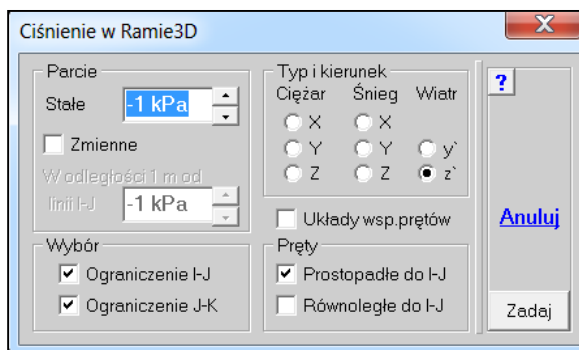 Ciśnienie w Ramie3D
Parcie
Stałe -1 kPa
Zmienne
W odległości 1 m od
linii I-J -1 kPa
Typ i kierunek
Ciężar Śnieg Wiatr
X X
Y Y y`
Z Z z`
Układy wsp.prętów
Wybór
Ograniczenie I-J
Ograniczenie J-K
Pręty
Prostopadłe do I-J
Równoległe do I-J
?
Anuluj
Zadaj